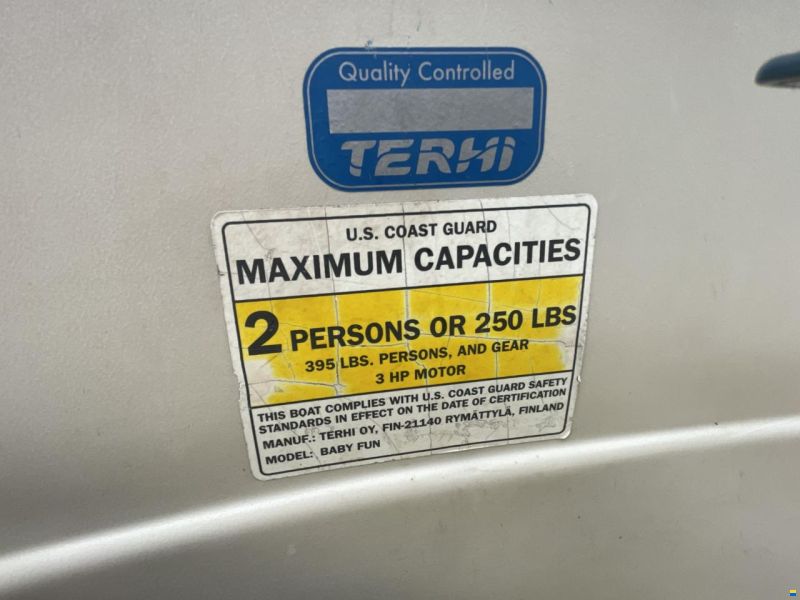 Quality Controlled
TERHI
U.S. COAST GUARD
MAXIMUM CAPACITIES
2 PERSONS OR 250 LBS
395 LBS. PERSONS, AND GEAR
3 HP MOTOR
THIS BOAT COMPLIES WITH U.S. COAST GUARD SAFETY
STANDARDS IN EFFECT ON THE DATE OF CERTIFICATION
MANUF.: TERHI OY, FIN-21140 RYMÄTTYLÄ, FINLAND
MODEL: BABY FUN